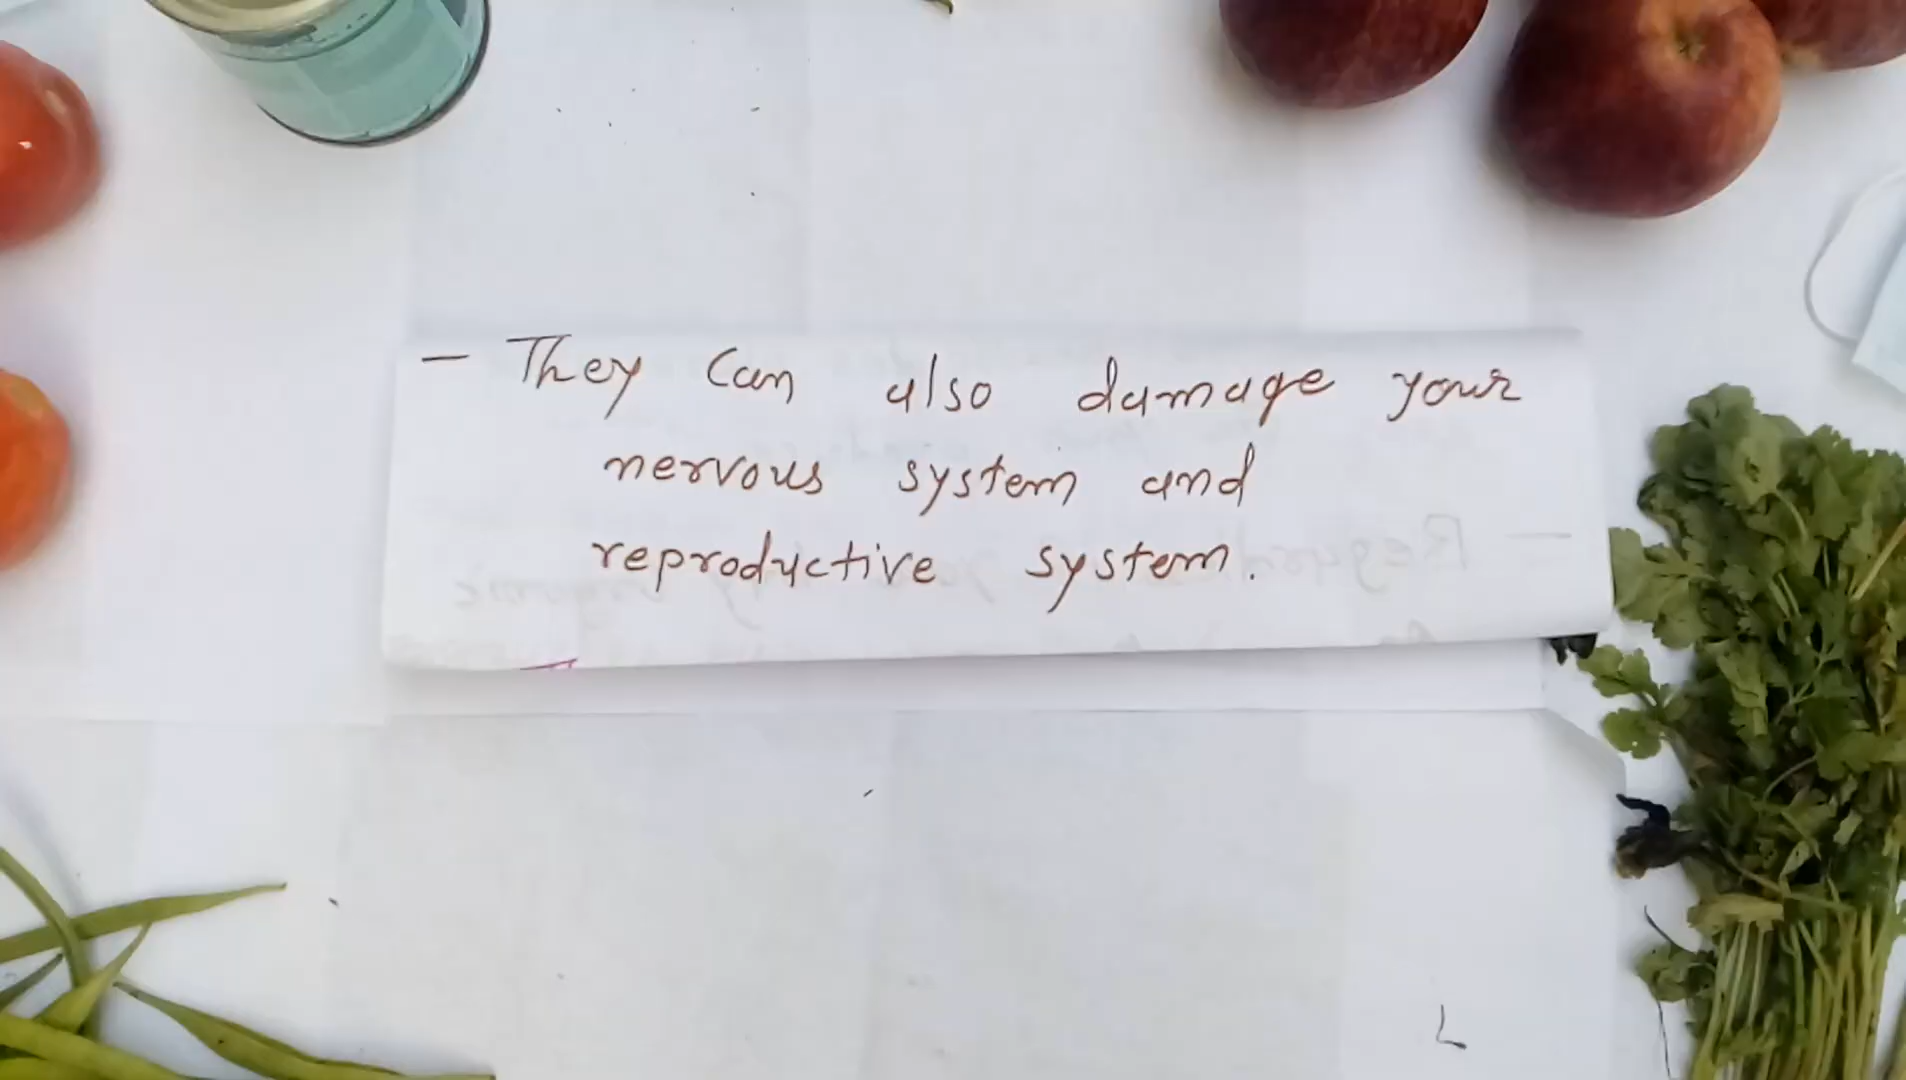 - They Can also damage your
nervous system and
reproductive system.